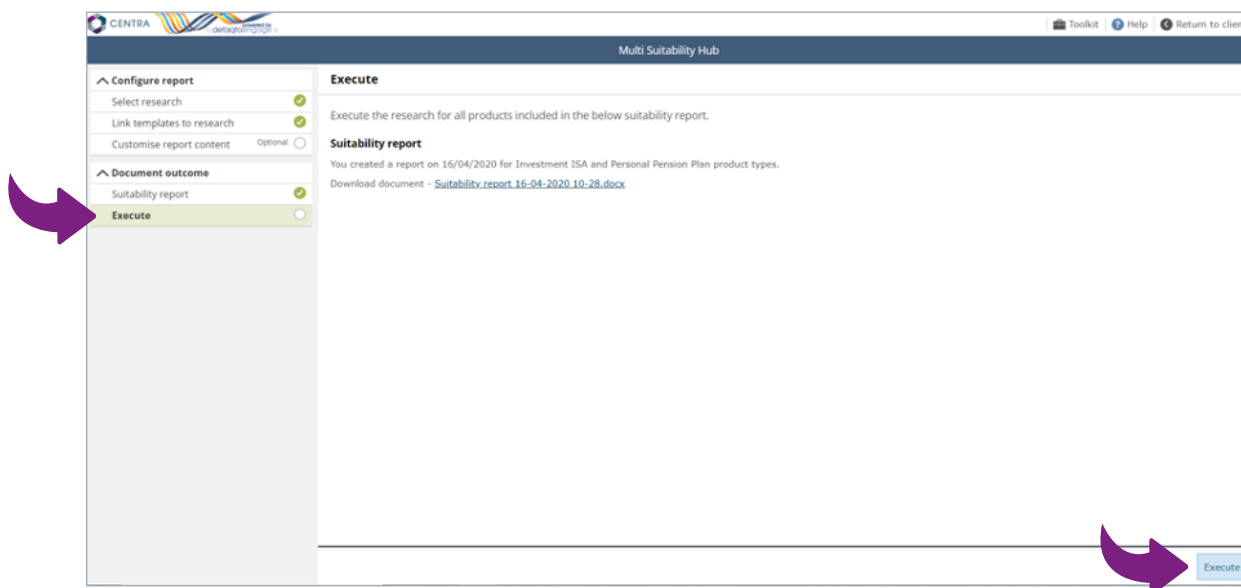 CENTRA
powered by
defaqto engage
Toolkit
Help
Return to clien
Multi Suitability Hub
Configure report
Select research
Link templates to research
Customise report content Optional
Document outcome
Suitability report
Execute
Execute
Execute the research for all products included in the below suitability report.
Suitability report
You created a report on 16/04/2020 for Investment ISA and Personal Pension Plan product types.
Download document - Suitability report 16-04-2020 10-28.docx
Execute